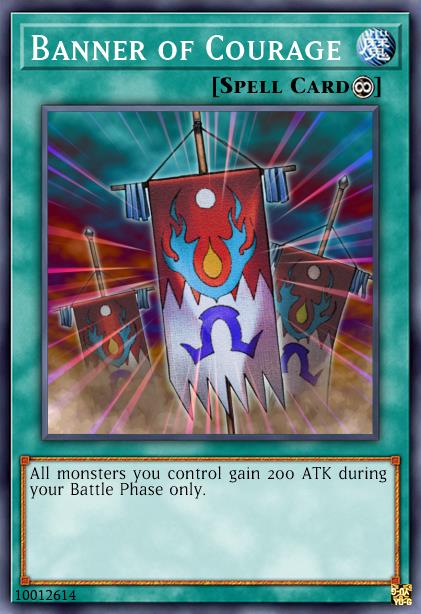 Banner of Courage
[Spell Card]
All monsters you control gain 200 ATK during
your Battle Phase only.
10012614